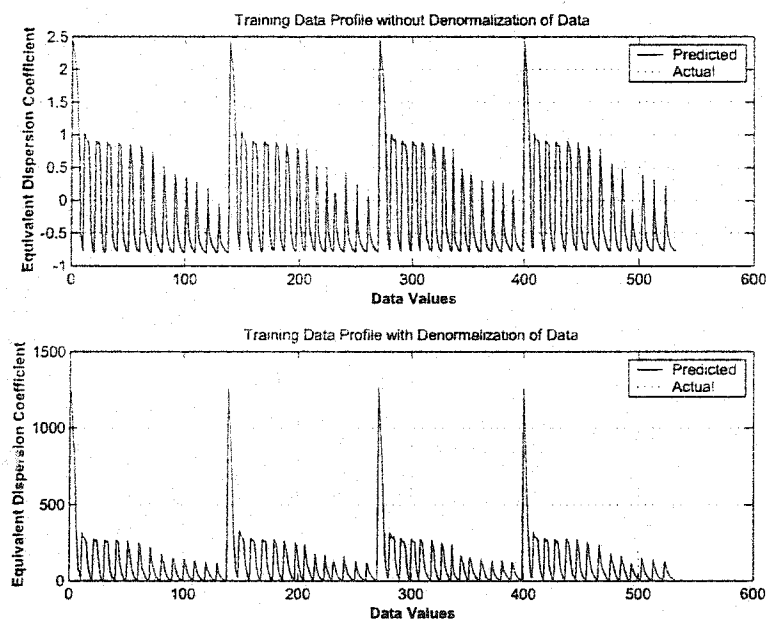 Training Data Profile without Denormalization of Data
Equivalent Dispersion Coefficient
2.5
2
1.5
1
0.5
0
-0.5
-1
0
100
200
300
400
500
600
Data Values
Predicted
Actual
Training Data Profile with Denormalization of Data
Equivalent Dispersion Coefficient
1500
1000
500
0
0
100
200
300
400
500
600
Data Values
Predicted
Actual